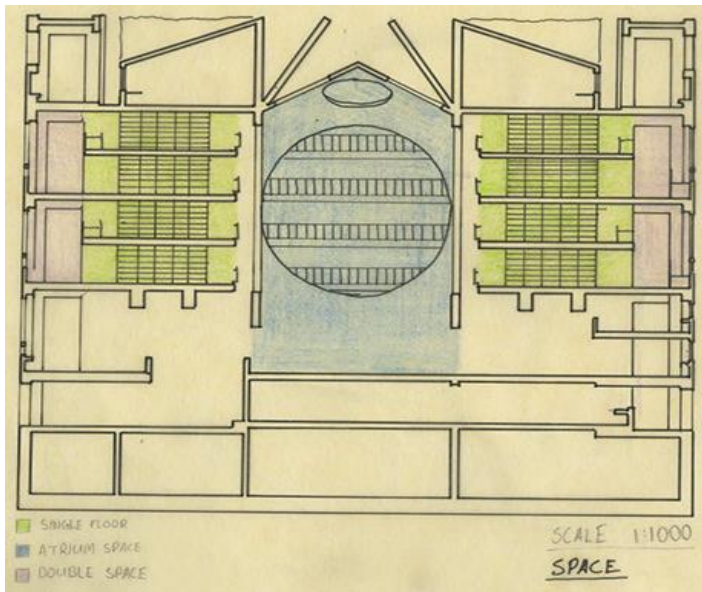 SINGLE FLOOR
ATRIUM SPACE
DOUBLE SPACE
SCALE 1:1000
SPACE